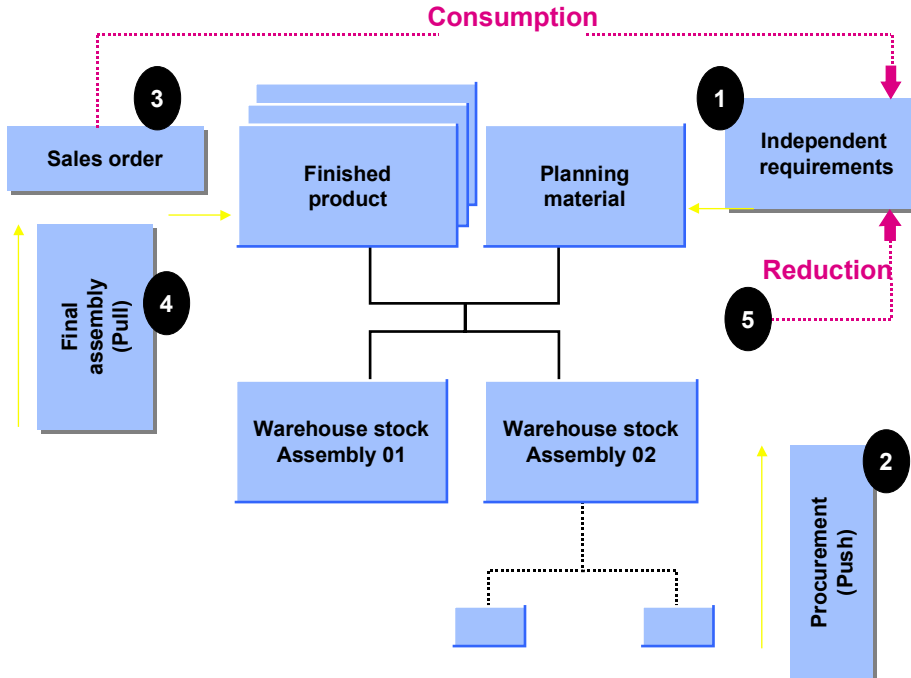 Consumption
3
1
Sales order
Finished
product
Planning
material
Independent
requirements
Final
assembly
(Pull)
4
Reduction
5
Warehouse stock
Assembly 01
Warehouse stock
Assembly 02
2
Procurement
(Push)